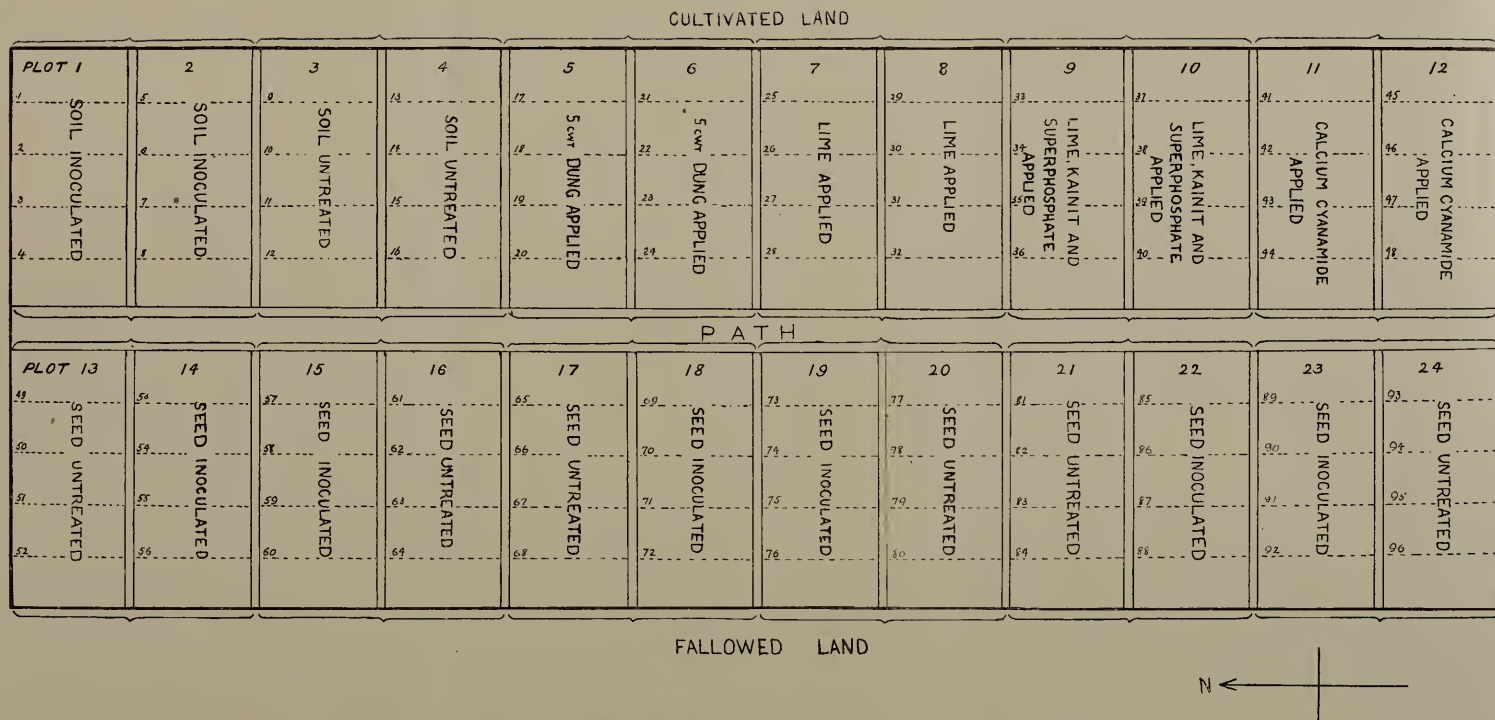 CULTIVATED LAND
PLOT 1 2 3 4 5 6 7 8 9 10 11 12
1 5 9 13 17 21 25 29 33 37 41 45
2 6 10 14 18 22 26 30 34 38 42 46
3 7 11 15 19 23 27 31 35 39 43 47
4 8 12 16 20 24 28 32 36 40 44 48
SOIL INOCULATED
SOIL INOCULATED
SOIL UNTREATED
SOIL UNTREATED
5 CWT DUNG APPLIED
5 CWT DUNG APPLIED
LIME APPLIED
LIME APPLIED
LIME, KAINIT AND
SUPERPHOSPHATE
APPLIED
LIME, KAINIT AND
SUPERPHOSPHATE
APPLIED
CALCIUM CYANAMIDE
APPLIED
CALCIUM CYANAMIDE
APPLIED
PATH
PLOT 13 14 15 16 17 18 19 20 21 22 23 24
49 56 57 61 65 69 73 77 81 85 89 93
50 54 58 62 66 70 74 78 82 86 90 94
51 55 59 63 67 71 75 79 83 87 91 95
52 56 60 64 68 72 76 80 84 88 92 96
SEED UNTREATED
SEED INOCULATED
SEED INOCULATED
SEED UNTREATED
SEED UNTREATED
SEED INOCULATED
SEED INOCULATED
SEED UNTREATED
SEED UNTREATED
SEED INOCULATED
SEED INOCULATED
SEED UNTREATED
FALLOWED LAND
N